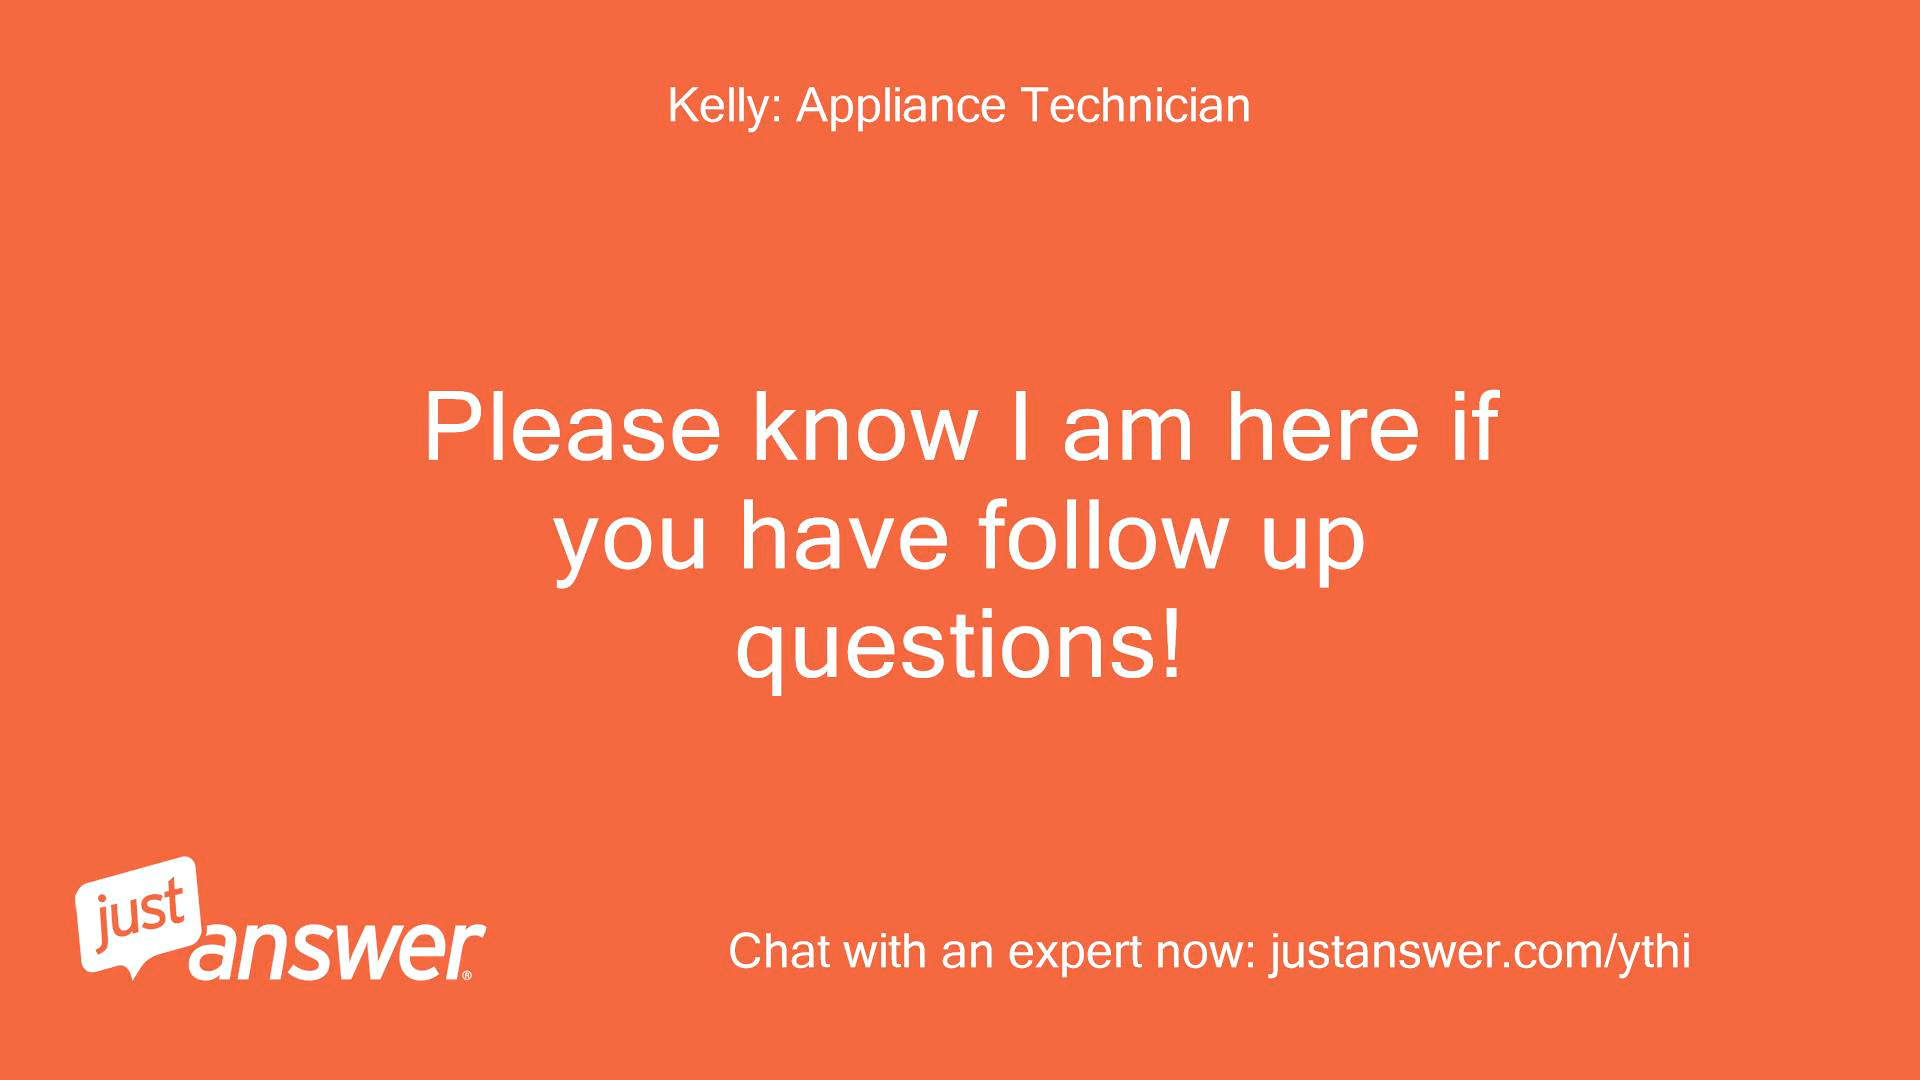 Kelly: Appliance Technician
Please know I am here if
you have follow up
questions!
just
answer®
Chat with an expert now: justanswer.com/ythi